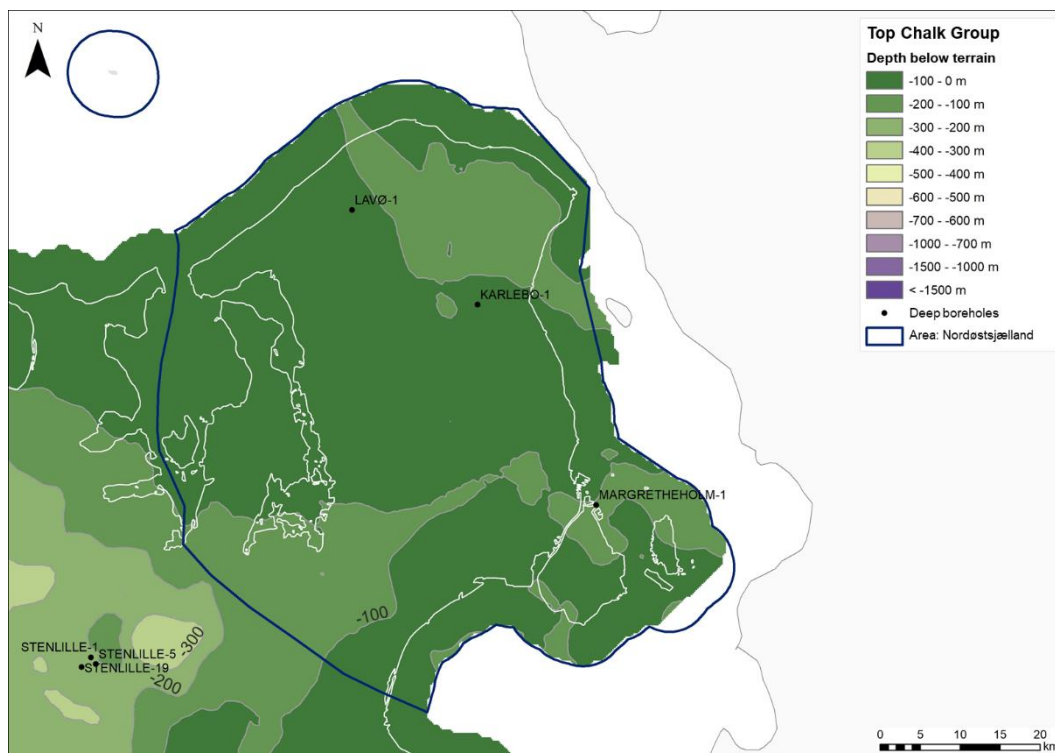 N
LAVØ-1
KARLEBO-1
MARGRETHEHOLM-1
-100
STENLILLE-1
STENLILLE-5
STENLILLE-19
-300
-200
Top Chalk Group
Depth below terrain
-100 - 0 m
-200 - -100 m
-300 - -200 m
-400 - -300 m
-500 - -400 m
-600 - -500 m
-700 - -600 m
-1000 - -700 m
-1500 - -1000 m
< -1500 m
Deep boreholes
Area: Nordøstsjælland
0 5 10 15 20
km